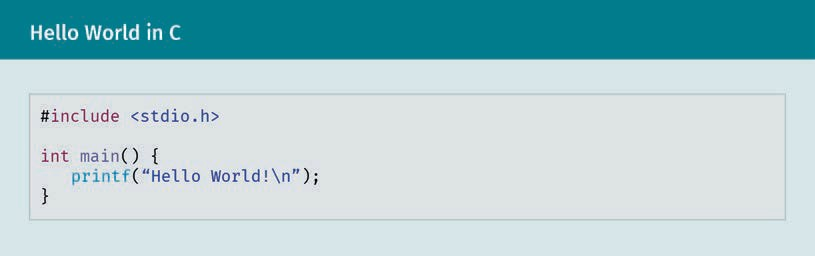 Hello World in C
#include <stdio.h>
int main() {
printf(“Hello World!\n”);
}